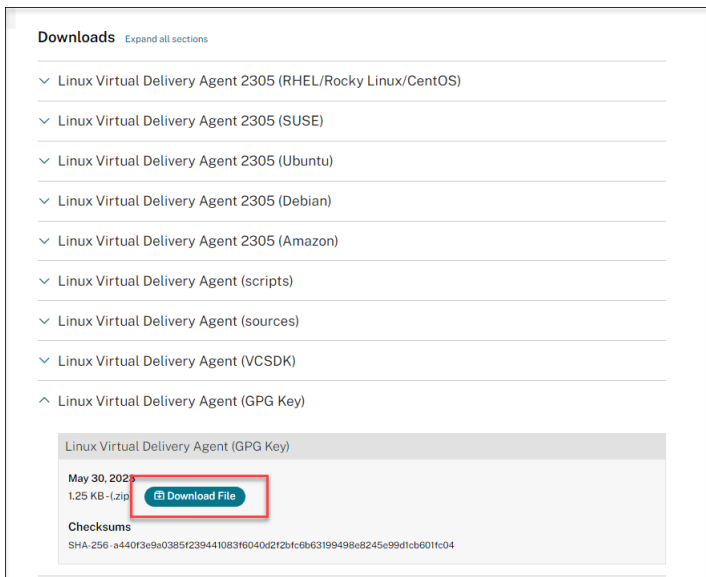 Downloads Expand all sections
Linux Virtual Delivery Agent 2305 (RHEL/Rocky Linux/CentOS)
Linux Virtual Delivery Agent 2305 (SUSE)
Linux Virtual Delivery Agent 2305 (Ubuntu)
Linux Virtual Delivery Agent 2305 (Debian)
Linux Virtual Delivery Agent 2305 (Amazon)
Linux Virtual Delivery Agent (scripts)
Linux Virtual Delivery Agent (sources)
Linux Virtual Delivery Agent (VCSDK)
Linux Virtual Delivery Agent (GPG Key)
Linux Virtual Delivery Agent (GPG Key)
May 30, 2023
1.25 KB - (.zip Download File
Checksums
SHA-256 - a440f3e9a0385f239441083f6040d2f2bfc6b63199498e8245e99d1cb601fc04